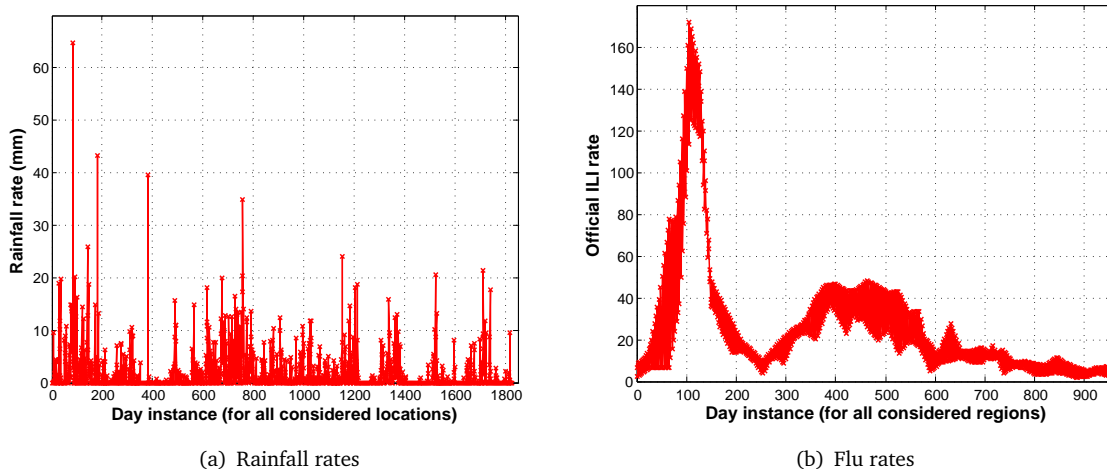 60
50
40
30
20
10
0
0 200 400 600 800 1000 1200 1400 1600 1800
Rainfall rate (mm)
Day instance (for all considered locations)
(a) Rainfall rates
160
140
120
100
80
60
40
20
0
0 100 200 300 400 500 600 700 800 900
Official ILI rate
Day instance (for all considered regions)
(b) Flu rates